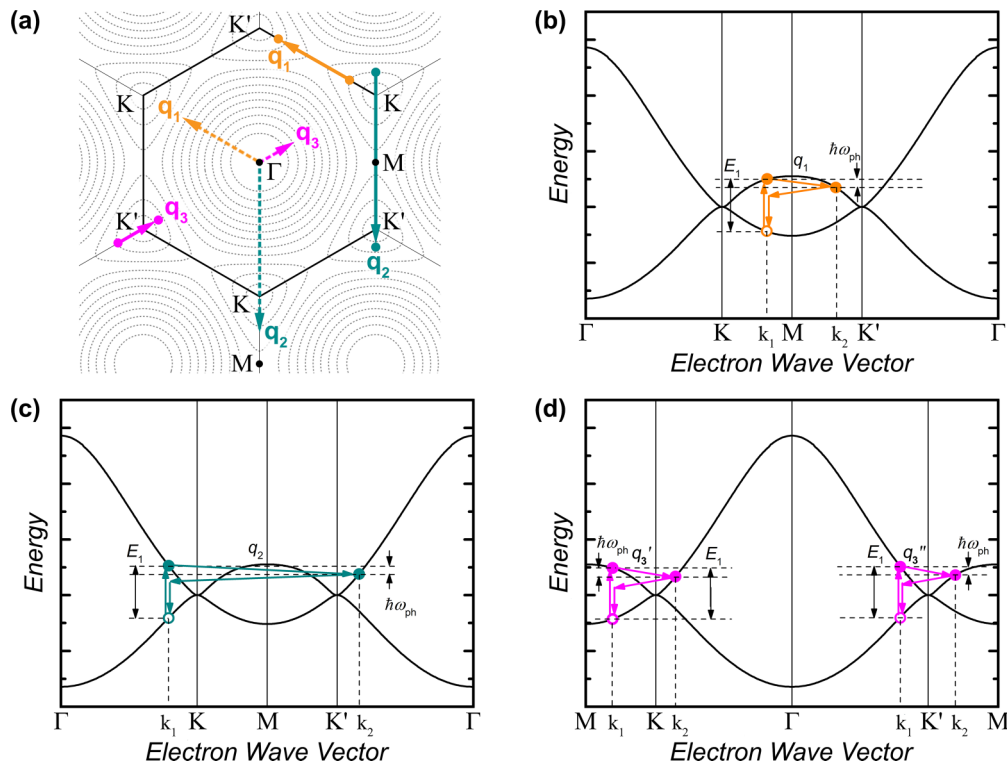 (a)
K'
q1
K
K
q1
q3
Γ
M
K'
q3
K'
q2
K
q2
M
(b)
Energy
E1
q1
ħωph
Γ
K
k1
M
k2
K'
Γ
Electron Wave Vector
(c)
Energy
E1
q2
ħωph
Γ
k1
K
M
K'
k2
Γ
Electron Wave Vector
(d)
Energy
ħωph
q3'
E1
E1
q3''
ħωph
M
k1
K
k2
Γ
k1
K'
k2
M
Electron Wave Vector